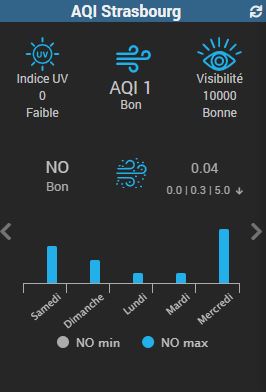 AQI Strasbourg
UV
Indice UV
0
Faible
AQI 1
Bon
Visibilité
10000
Bonne
NO
Bon
0.04
0.0 | 0.3 | 5.0
Samedi
Dimanche
Lundi
Mardi
Mercredi
NO min
NO max